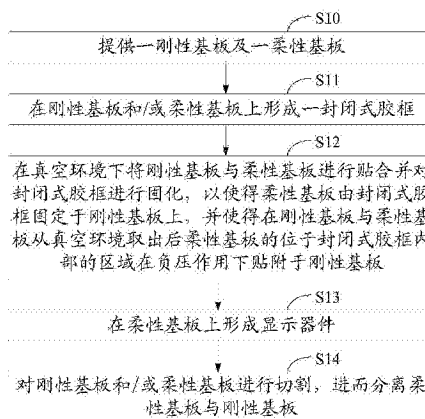 S10
提供一刚性基板及一柔性基板
S11
在刚性基板和/或柔性基板上形成一封闭式胶框
S12
在真空环境下将刚性基板与柔性基板进行贴合并对
封闭式胶框进行固化，以使得柔性基板由封闭式胶
框固定于刚性基板上，并使得在刚性基板与柔性基
板从真空环境取出后柔性基板的位于封闭式胶框内
部的区域在负压作用下贴附于刚性基板
S13
在柔性基板上形成显示器件
S14
对刚性基板和/或柔性基板进行切割，进而分离柔
性基板与刚性基板